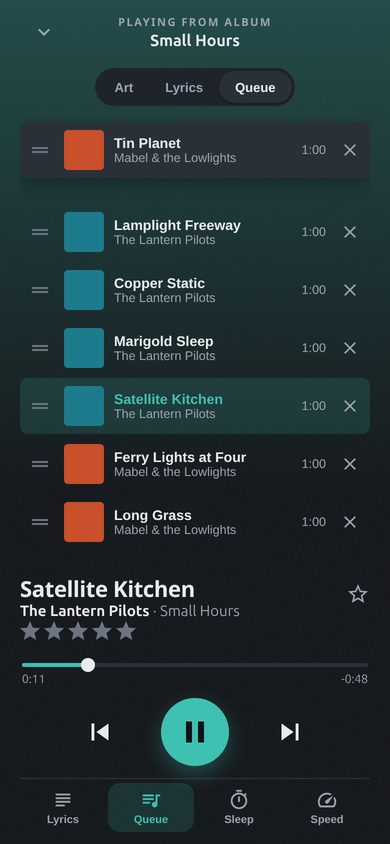 PLAYING FROM ALBUM
Small Hours
Art Lyrics Queue
Tin Planet
Mabel & the Lowlights
1:00
Lamplight Freeway
The Lantern Pilots
1:00
Copper Static
The Lantern Pilots
1:00
Marigold Sleep
The Lantern Pilots
1:00
Satellite Kitchen
The Lantern Pilots
1:00
Ferry Lights at Four
Mabel & the Lowlights
1:00
Long Grass
Mabel & the Lowlights
1:00
Satellite Kitchen
The Lantern Pilots · Small Hours
0:11 -0:48
Lyrics Queue Sleep Speed